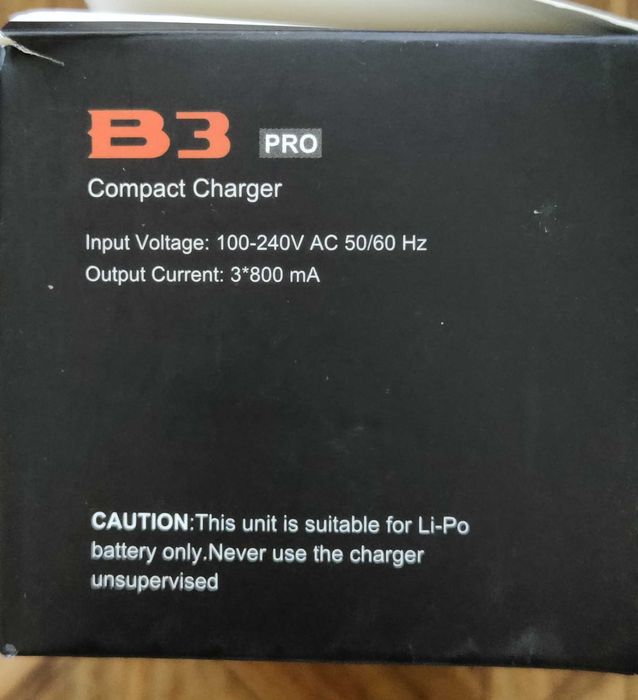 B3 PRO
Compact Charger
Input Voltage: 100-240V AC 50/60 Hz
Output Current: 3*800 mA
CAUTION:This unit is suitable for Li-Po
battery only.Never use the charger
unsupervised